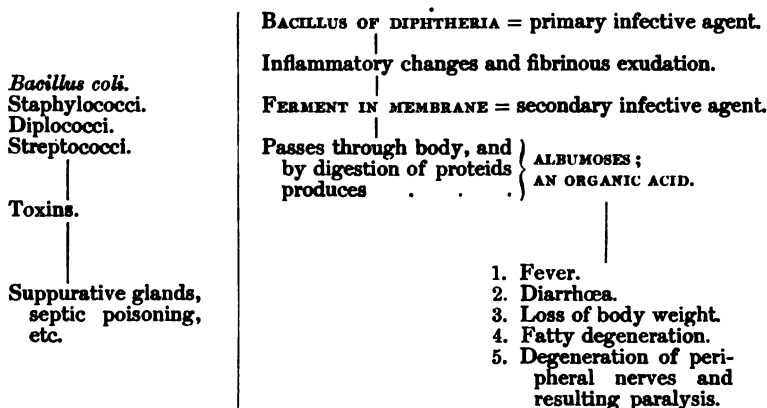 Bacillus coli.
Staphylococci.
Diplococci.
Streptococci.
Toxins.
Suppurative glands,
septic poisoning,
etc.
BACILLUS OF DIPHTHERIA = primary infective agent.
Inflammatory changes and fibrinous exudation.
FERMENT IN MEMBRANE = secondary infective agent.
Passes through body, and
by digestion of proteids
produces . . .
ALBUMOSES ;
AN ORGANIC ACID.
1. Fever.
2. Diarrhœa.
3. Loss of body weight.
4. Fatty degeneration.
5. Degeneration of peri-
pheral nerves and
resulting paralysis.